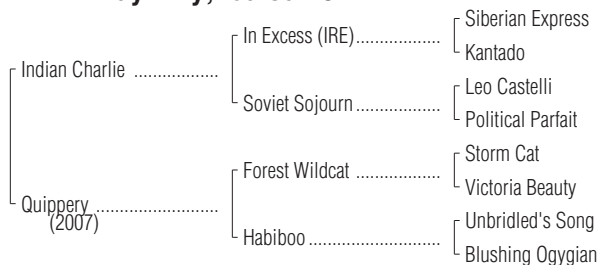 Siberian Express
In Excess (IRE)
Kantado
Indian Charlie
Leo Castelli
Soviet Sojourn
Political Parfait
Storm Cat
Forest Wildcat
Victoria Beauty
Quippery
(2007)
Unbridled's Song
Habiboo
Blushing Ogygian